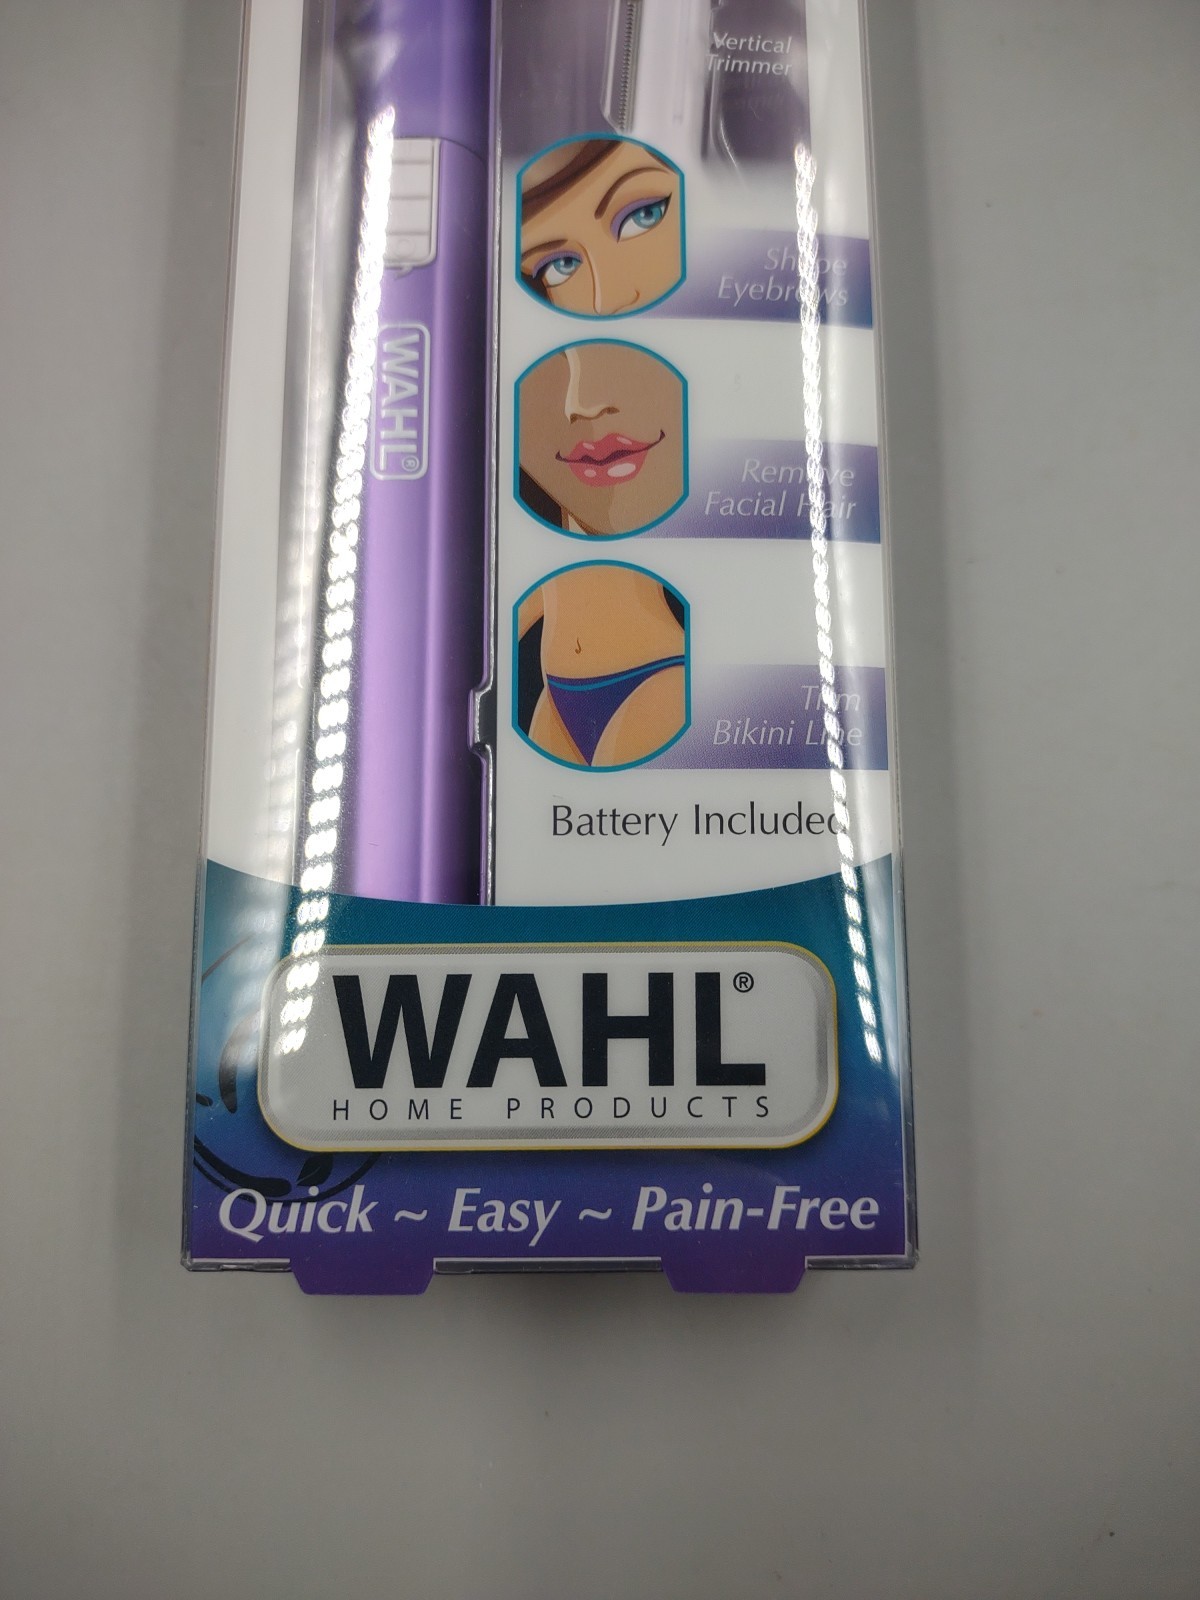 Vertical
Trimmer
Shape
Eyebrows
WAHL®
Remove
Facial Hair
Trim
Bikini Line
Battery Included
WAHL®
HOME PRODUCTS
Quick ~ Easy ~ Pain-Free